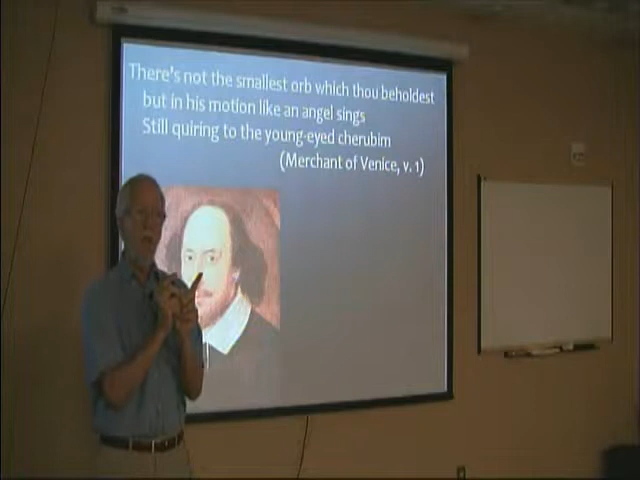 There's not the smallest orb which thou beholdest
but in his motion like an angel sings
Still quiring to the young-eyed cherubim
(Merchant of Venice, v. 1)